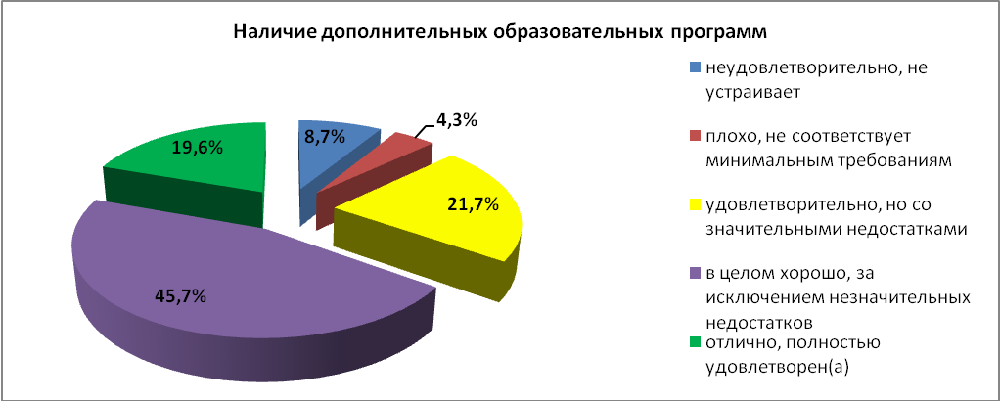 Наличие дополнительных образовательных программ
8,7%
4,3%
19,6%
21,7%
45,7%
неудовлетворительно, не
устраивает
плохо, не соответствует
минимальным требованиям
удовлетворительно, но со
значительными недостатками
в целом хорошо, за
исключением незначительных
недостатков
отлично, полностью
удовлетворен(а)